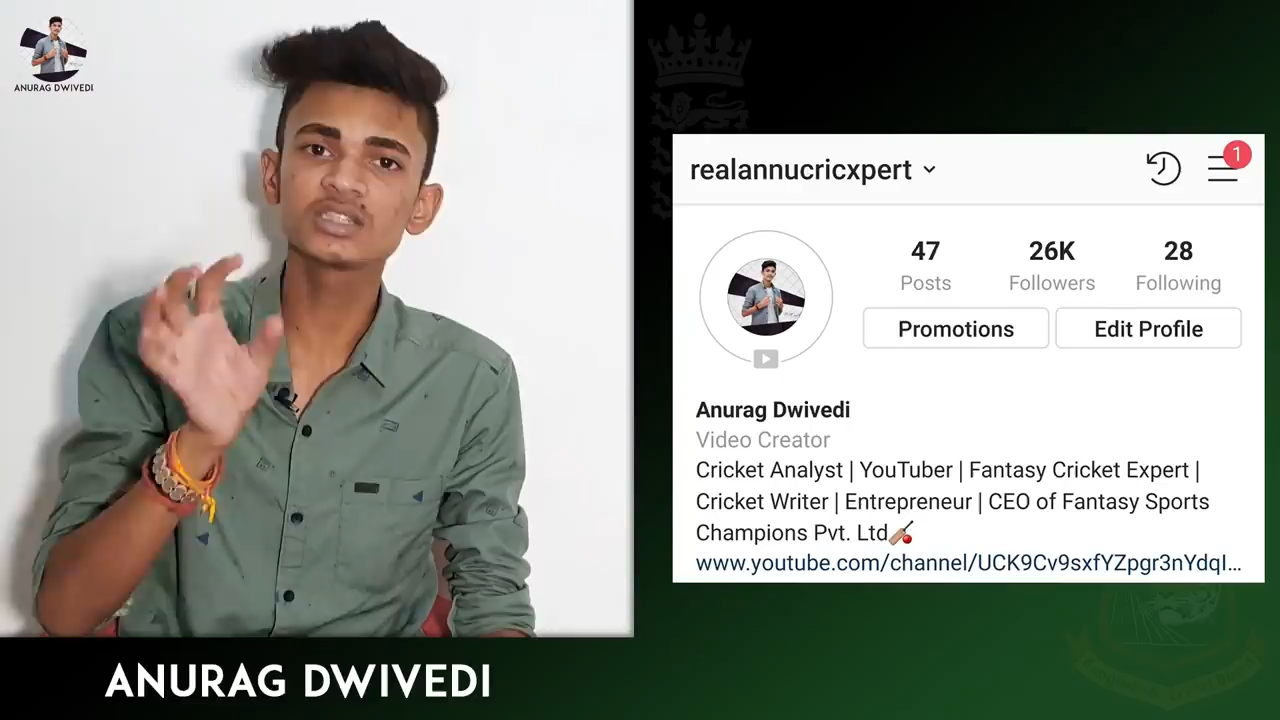 ANURAG DWIVEDI
realannucricxpert
1
47
26K
28
Posts
Followers
Following
Promotions
Edit Profile
Anurag Dwivedi
Video Creator
Cricket Analyst | YouTuber | Fantasy Cricket Expert |
Cricket Writer | Entrepreneur | CEO of Fantasy Sports
Champions Pvt. Ltd🏏
www.youtube.com/channel/UCK9Cv9sxfYZpgr3nYdqI...
ANURAG DWIVEDI